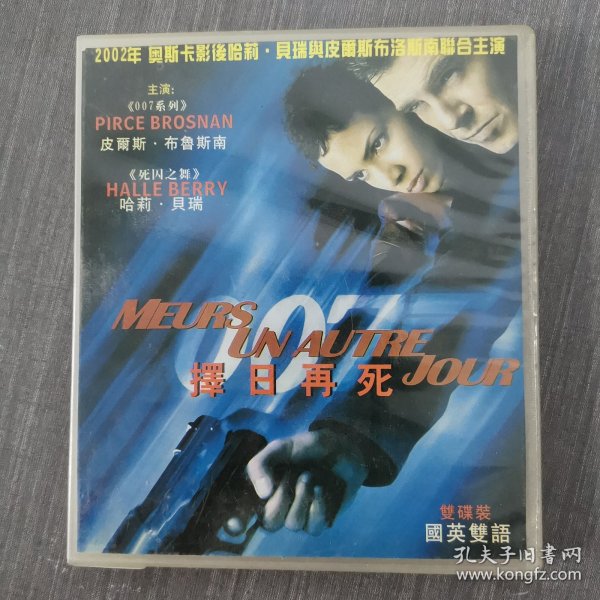 2002年 奧斯卡影後哈莉·貝瑞與皮爾斯布洛斯南聯合主演
主演:
《007系列》
PIRCE BROSNAN
皮爾斯·布魯斯南
《死囚之舞》
HALLE BERRY
哈莉·貝瑞
007
MEURS
UN AUTRE
JOUR
擇日再死
雙碟裝
國英雙語
孔夫子旧书网
www.kongfz.com